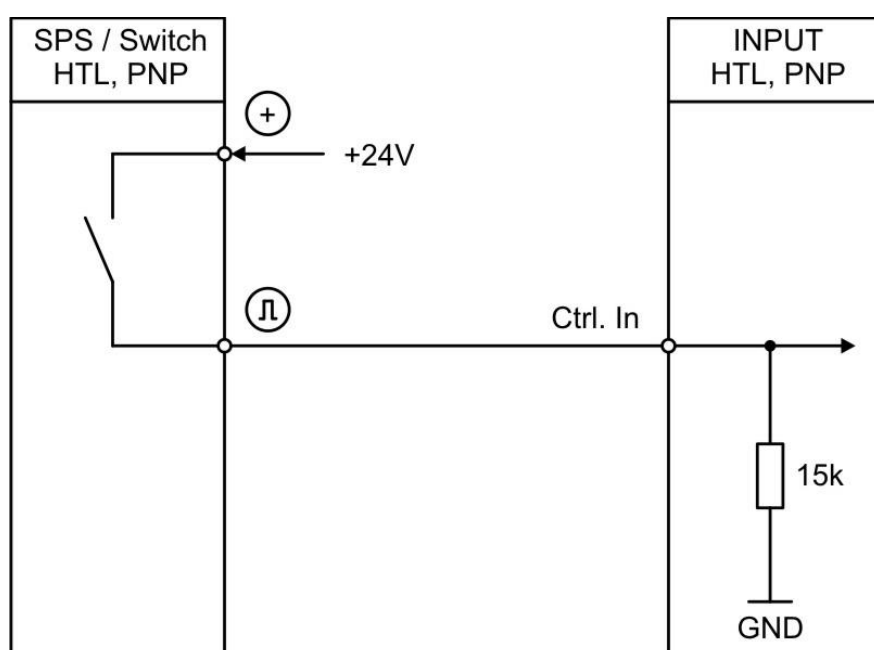 SPS / Switch
HTL, PNP
INPUT
HTL, PNP
+
+24V
Ctrl. In
15k
GND